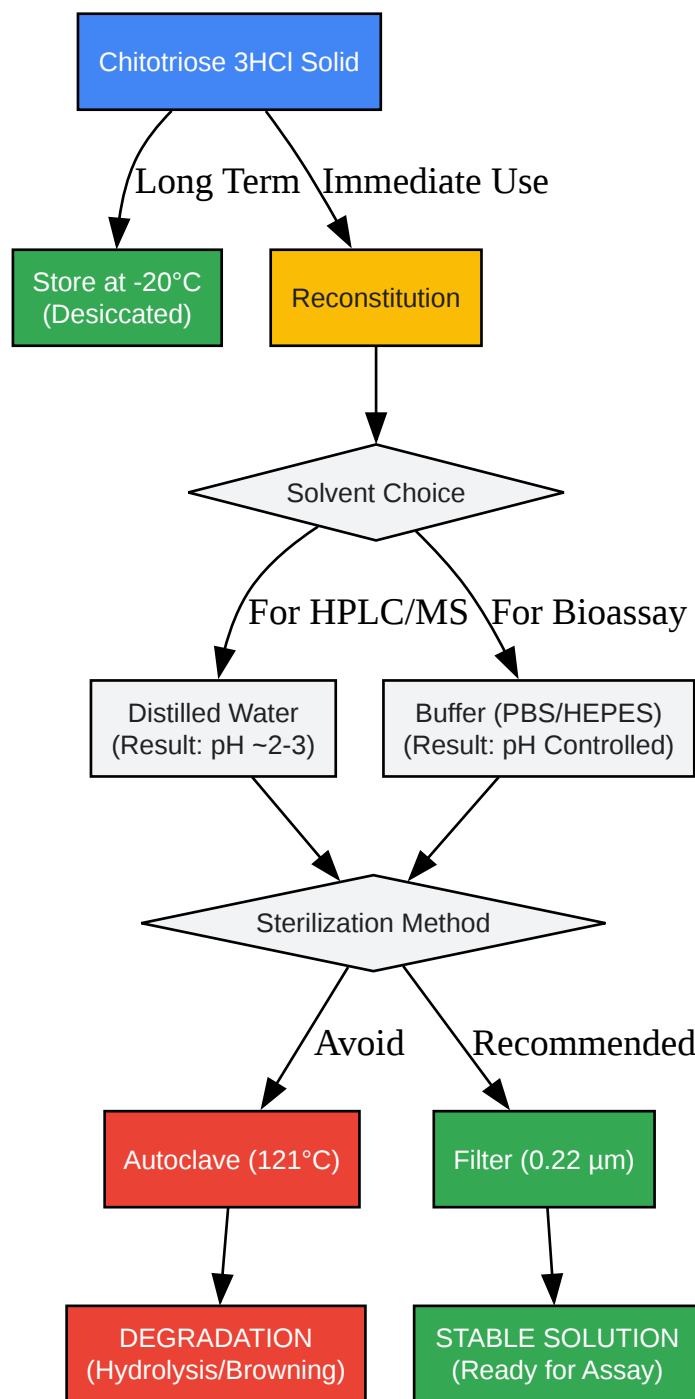 Chitotriose 3HCl Solid
Long Term
Immediate Use
Store at -20°C
(Desiccated)
Reconstitution
Solvent Choice
For HPLC/MS
For Bioassay
Distilled Water
(Result: pH ~2-3)
Buffer (PBS/HEPES)
(Result: pH Controlled)
Sterilization Method
Avoid
Recommended
Autoclave (121°C)
Filter (0.22 µm)
DEGRADATION
(Hydrolysis/Browning)
STABLE SOLUTION
(Ready for Assay)